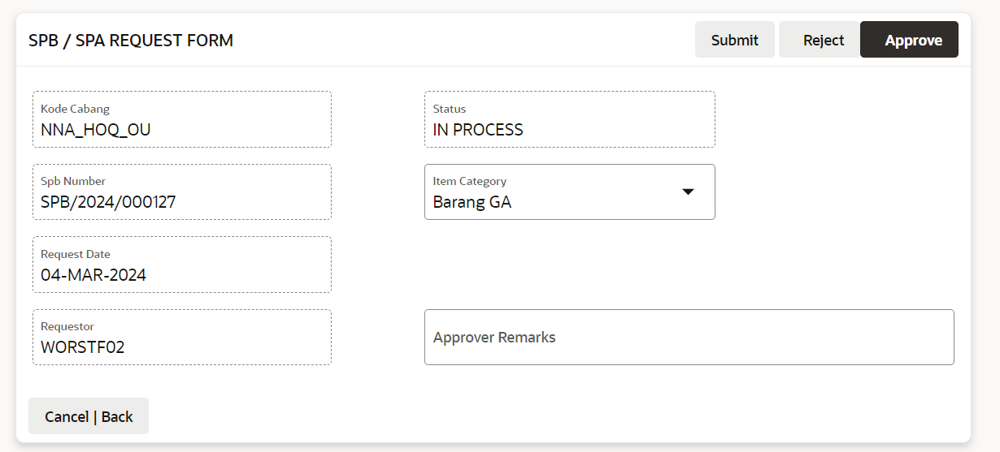 SPB / SPA REQUEST FORM
Submit
Reject
Approve
Kode Cabang
NNA_HOQ_OU
Status
IN PROCESS
Spb Number
SPB/2024/000127
Item Category
Barang GA
Request Date
04-MAR-2024
Requestor
WORSTF02
Approver Remarks
Cancel | Back